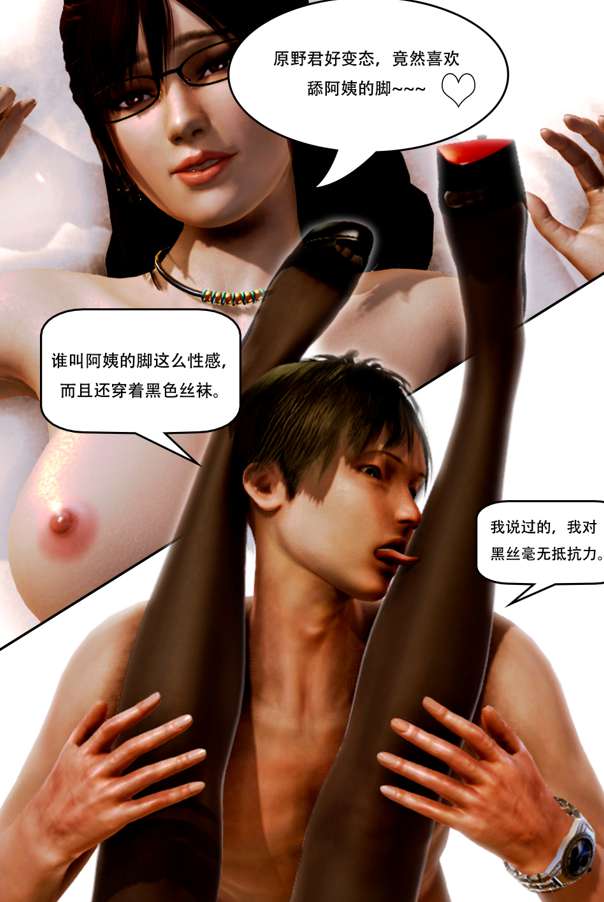 原野君好变态，竟然喜欢
舔阿姨的脚~~~
谁叫阿姨的脚这么性感，
而且还穿着黑色丝袜。
我说过的，我对
黑丝毫无抵抗力。